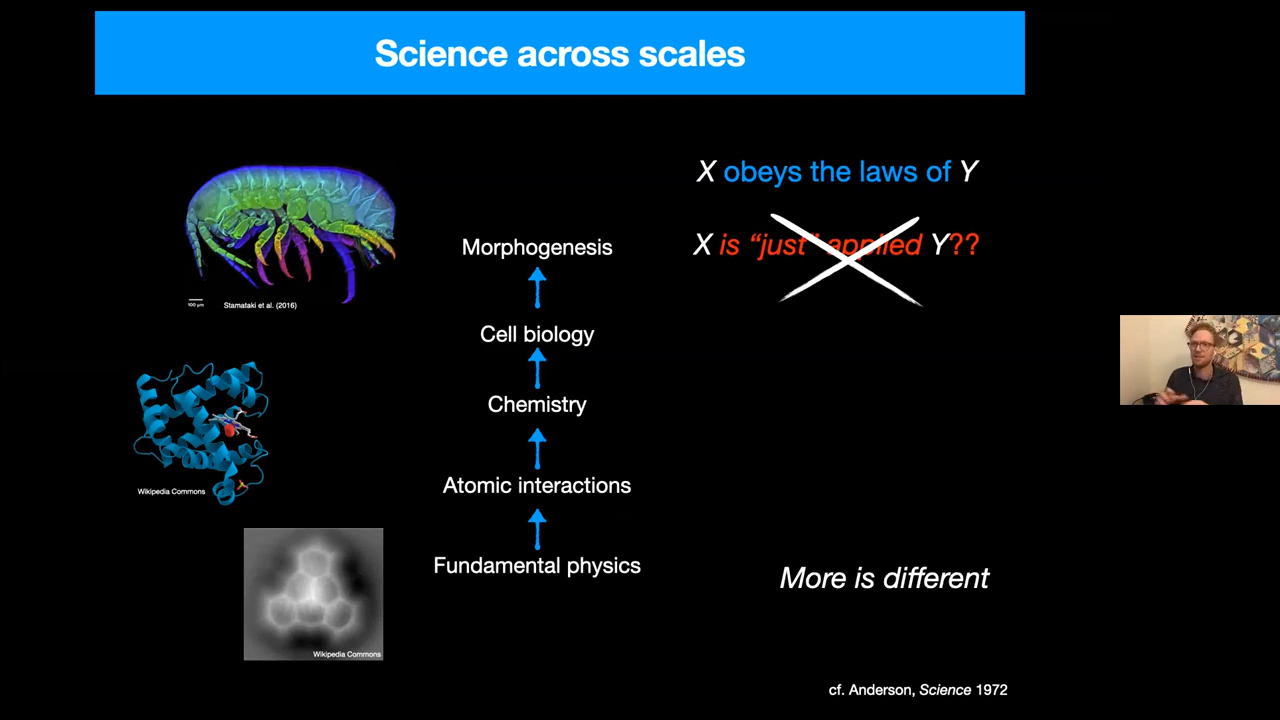 Science across scales
X obeys the laws of Y
X is “just” applied Y??
Morphogenesis
100 μm
Stamataki et al. (2016)
Cell biology
Chemistry
Wikipedia Commons
Atomic interactions
Fundamental physics
More is different
Wikipedia Commons
cf. Anderson, Science 1972